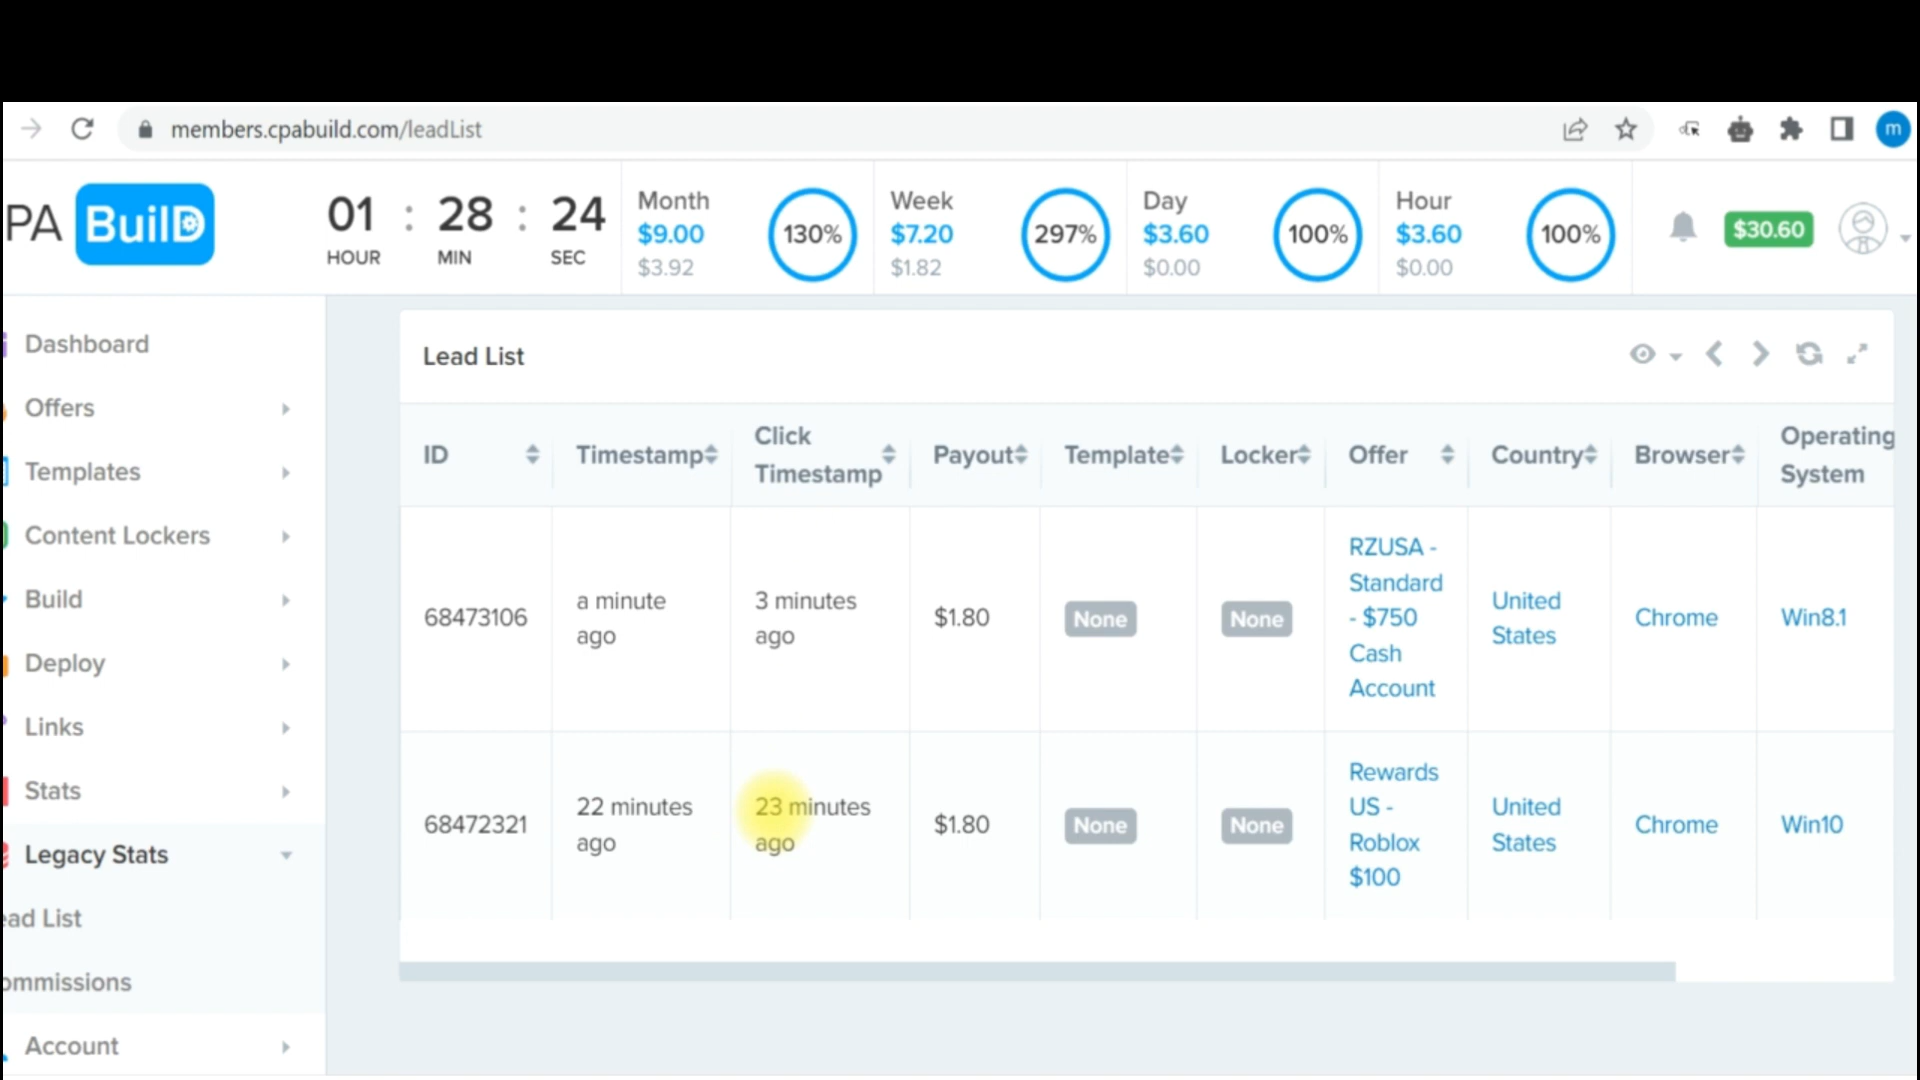 members.cpabuild.com/leadList
m
PA BuilD
01 : 28 : 24
HOUR MIN SEC
Month
$9.00
$3.92
130%
Week
$7.20
$1.82
297%
Day
$3.60
$0.00
100%
Hour
$3.60
$0.00
100%
$30.60
Dashboard
Offers
Templates
Content Lockers
Build
Deploy
Links
Stats
Legacy Stats
ead List
ommissions
Account
Lead List
ID
Timestamp
Click
Timestamp
Payout
Template
Locker
Offer
Country
Browser
Operating
System
68473106
a minute
ago
3 minutes
ago
$1.80
None
None
RZUSA -
Standard
- $750
Cash
Account
United
States
Chrome
Win8.1
68472321
22 minutes
ago
23 minutes
ago
$1.80
None
None
Rewards
US -
Roblox
$100
United
States
Chrome
Win10